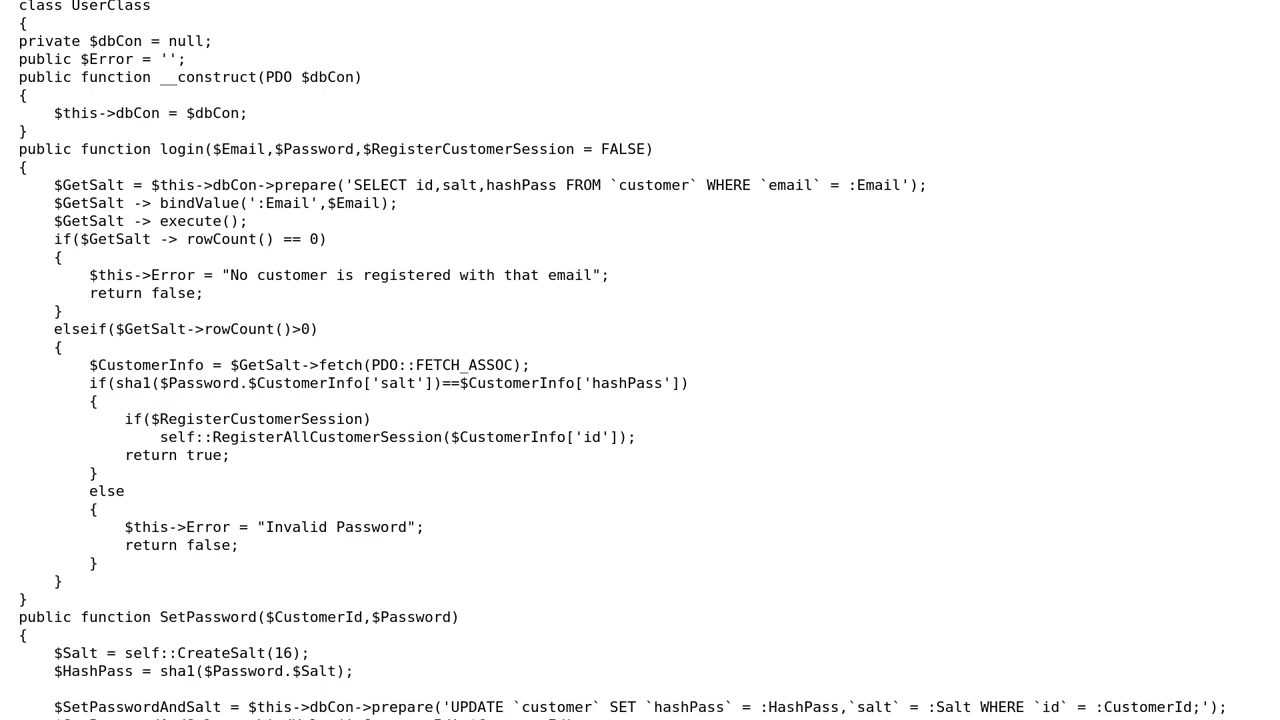 class UserClass
{
private $dbCon = null;
public $Error = '';
public function __construct(PDO $dbCon)
{
    $this->dbCon = $dbCon;
}
public function login($Email,$Password,$RegisterCustomerSession = FALSE)
{
    $GetSalt = $this->dbCon->prepare('SELECT id,salt,hashPass FROM `customer` WHERE `email` = :Email');
    $GetSalt -> bindValue(':Email',$Email);
    $GetSalt -> execute();
    if($GetSalt -> rowCount() == 0)
    {
        $this->Error = "No customer is registered with that email";
        return false;
    }
    elseif($GetSalt->rowCount()>0)
    {
        $CustomerInfo = $GetSalt->fetch(PDO::FETCH_ASSOC);
        if(sha1($Password.$CustomerInfo['salt'])==$CustomerInfo['hashPass'])
        {
            if($RegisterCustomerSession)
                self::RegisterAllCustomerSession($CustomerInfo['id']);
            return true;
        }
        else
        {
            $this->Error = "Invalid Password";
            return false;
        }
    }
}
public function SetPassword($CustomerId,$Password)
{
    $Salt = self::CreateSalt(16);
    $HashPass = sha1($Password.$Salt);

    $SetPasswordAndSalt = $this->dbCon->prepare('UPDATE `customer` SET `hashPass` = :HashPass,`salt` = :Salt WHERE `id` = :CustomerId;');